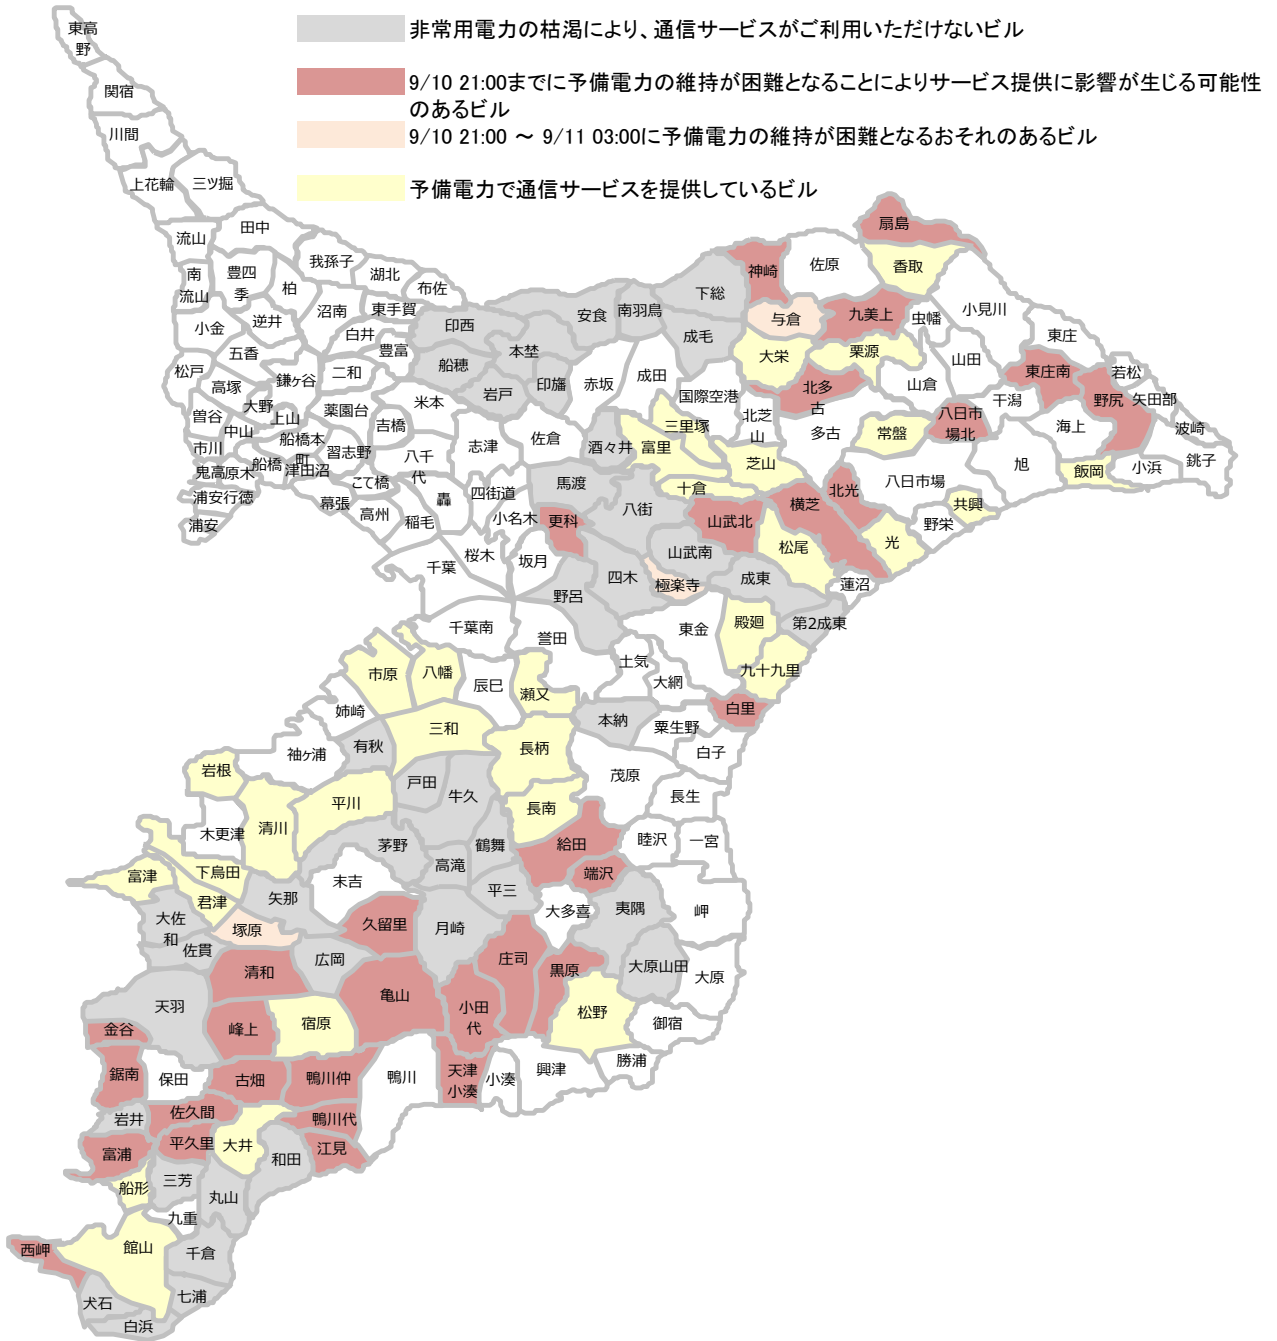 非常用電力の枯渇により、通信サービスがご利用いただけないビル
9/10 21:00までに予備電力の維持が困難となることによりサービス提供に影響が生じる可能性
のあるビル
9/10 21:00 ～ 9/11 03:00に予備電力の維持が困難となるおそれのあるビル
予備電力で通信サービスを提供しているビル
東高
野
関宿
川間
上花輪
三ツ堀
流山
田中
南
流山
豊四
季
柏
我孫子
湖北
布佐
沼南
東手賀
小金
逆井
白井
豊富
五香
松戸
高塚
鎌ヶ谷
二和
大野
上山
薬園台
米本
吉橋
曽谷
中山
市川
船橋本
町
習志野
八千
代
志津
鬼高
原木
船橋
津田沼
こて橋
浦安
行徳
幕張
高州
稲毛
轟
四街道
小名木
浦安
千葉
桜木
坂月
印西
船穂
本埜
岩戸
印旛
安食
南羽鳥
下総
成毛
赤坂
成田
国際空港
佐倉
酒々井
富里
三里塚
北芝
山
芝山
十倉
馬渡
八街
更科
山武北
山武南
四木
極楽寺
野呂
神崎
佐原
扇島
香取
与倉
九美上
虫幡
小見川
東庄
大栄
栗源
山田
山倉
東庄南
若松
北多
古
多古
常盤
八日市
場北
干潟
野尻
矢田部
海上
波崎
銚子
旭
飯岡
小浜
八日市場
北光
共興
野栄
横芝
光
松尾
成東
蓮沼
第2成東
殿廻
東金
九十九里
千葉南
誉田
土気
大網
白里
市原
八幡
辰巳
瀬又
姉崎
三和
本納
粟生野
白子
有秋
袖ヶ浦
長柄
茂原
岩根
戸田
牛久
長生
平川
長南
木更津
清川
茅野
鶴舞
給田
睦沢
一宮
高滝
端沢
富津
下烏田
君津
末吉
平三
矢那
大佐
和
久留里
月崎
大多喜
夷隅
岬
塚原
佐貫
清和
広岡
庄司
黒原
大原山田
大原
天羽
亀山
小田
代
松野
御宿
金谷
峰上
宿原
鋸南
保田
古畑
鴨川仲
鴨川
天津
小湊
小湊
興津
勝浦
岩井
佐久間
鴨川代
富浦
平久里
大井
和田
江見
船形
三芳
丸山
九重
西岬
館山
千倉
犬石
七浦
白浜